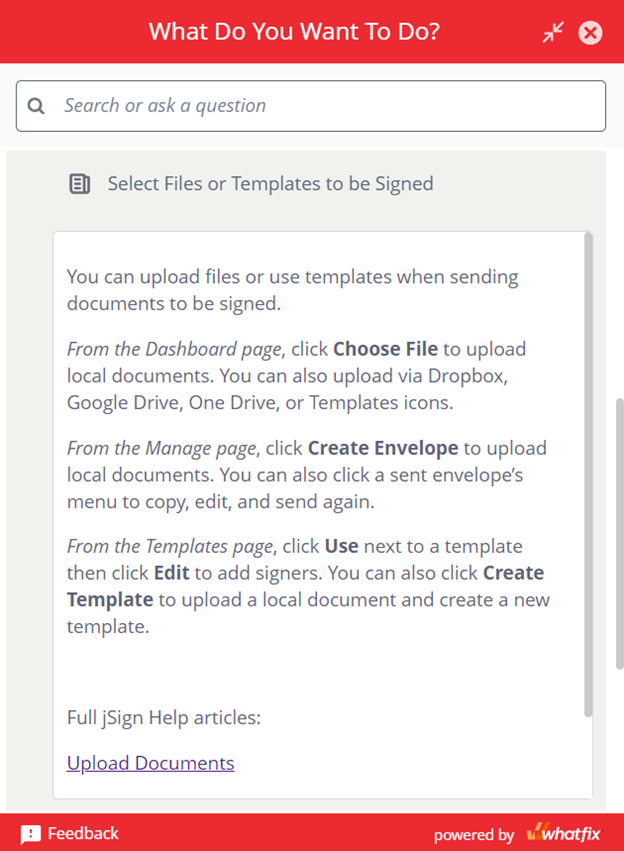 What Do You Want To Do?
Search or ask a question
Select Files or Templates to be Signed
You can upload files or use templates when sending
documents to be signed.
From the Dashboard page, click Choose File to upload
local documents. You can also upload via Dropbox,
Google Drive, One Drive, or Templates icons.
From the Manage page, click Create Envelope to upload
local documents. You can also click a sent envelope’s
menu to copy, edit, and send again.
From the Templates page, click Use next to a template
then click Edit to add signers. You can also click Create
Template to upload a local document and create a new
template.
Full jSign Help articles:
Upload Documents
Feedback
powered by whatfix